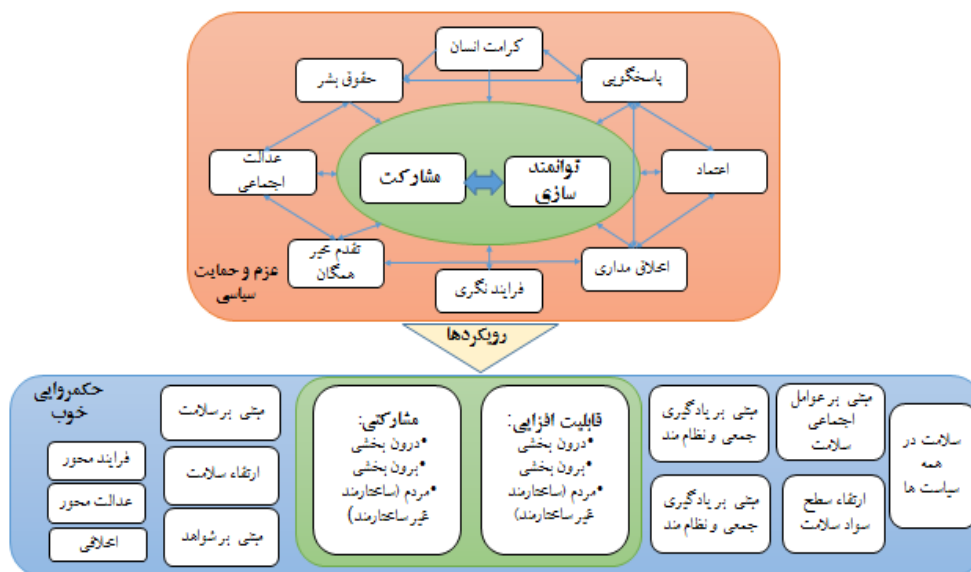 کرامت انسان
حقوق بشر
پاسخگویی
عدالت
اجتماعی
مشارکت
توانمند
سازی
اعتماد
تقدم خیر
همگان
فرایند نگری
اخلاق مداری
عزم و حمایت
سیاسی
رویکردها
حکمروایی
خوب
فرایند محور
عدالت محور
اخلاقی
مبتنی بر سلامت
ارتقاء سلامت
مبتنی بر شواهد
مشارکتی:
•درون بخشی
•برون بخشی
•مردم (ساختارمند
غیر ساختارمند)
قابلیت افزایی:
•درون بخشی
•برون بخشی
•مردم (ساختارمند
غیر ساختارمند)
مبتنی بر یادگیری
جمعی و نظام مند
مبتنی بر یادگیری
جمعی و نظام مند
مبتنی بر عوامل
اجتماعی
سلامت
ارتقاء سطح
سواد سلامت
سلامت در
همه
سیاست ها